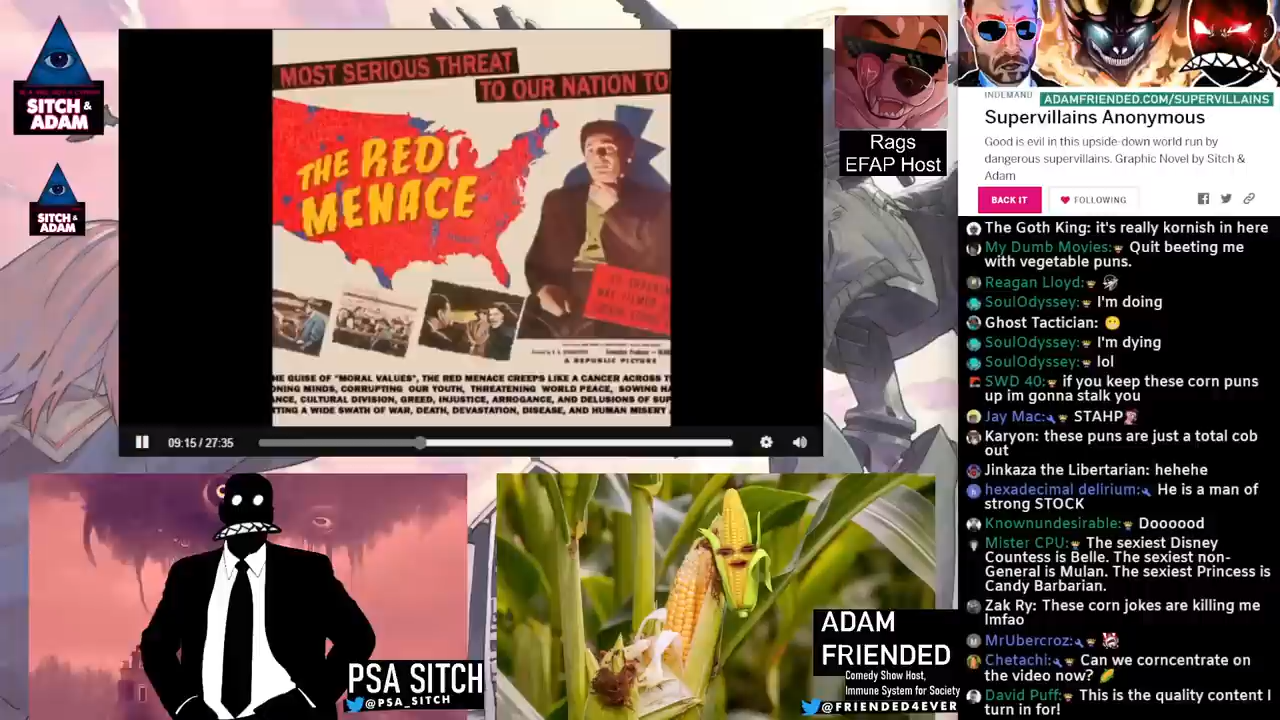 SITCH &
ADAM
SITCH &
ADAM
MOST SERIOUS THREAT
TO OUR NATION TO
THE RED
MENACE
A REPUBLIC PICTURE
HE GUISE OF "MORAL VALUES", THE RED MENACE CREEPS LIKE A CANCER ACROSS T
ONING MINDS, CORRUPTING OUR YOUTH, THREATENING WORLD PEACE, SOWING HA
ANCE, CULTURAL DIVISION, GREED, INJUSTICE, ARROGANCE, AND DELUSIONS OF SUP
TTING A WIDE SWATH OF WAR, DEATH, DEVASTATION, DISEASE, AND HUMAN MISERY
09:15 / 27:35
Rags
EFAP Host
INDEMAND
ADAMFRIENDED.COM/SUPERVILLAINS
Supervillains Anonymous
Good is evil in this upside-down world run by
dangerous supervillains. Graphic Novel by Sitch &
Adam
BACK IT
FOLLOWING
The Goth King: it's really kornish in here
My Dumb Movies: Quit beeting me
with vegetable puns.
Reagan Lloyd:
SoulOdyssey: I'm doing
Ghost Tactician: 😬
SoulOdyssey: I'm dying
SoulOdyssey: lol
SWD 40: if you keep these corn puns
up im gonna stalk you
Jay Mac: STAHP
Karyon: these puns are just a total cob
out
Jinkaza the Libertarian: hehehe
hexadecimal delirium: He is a man of
strong STOCK
Knownundesirable: Doooood
Mister CPU: The sexiest Disney
Countess is Belle. The sexiest non-
General is Mulan. The sexiest Princess is
Candy Barbarian.
Zak Ry: These corn jokes are killing me
lmfao
MrUbercroz:
Chetachi: Can we corncentrate on
the video now? 🌽
David Puff: This is the quality content I
turn in for!
PSA SITCH
@PSA_SITCH
ADAM
FRIENDED
Comedy Show Host,
Immune System for Society
@FRIENDED4EVER